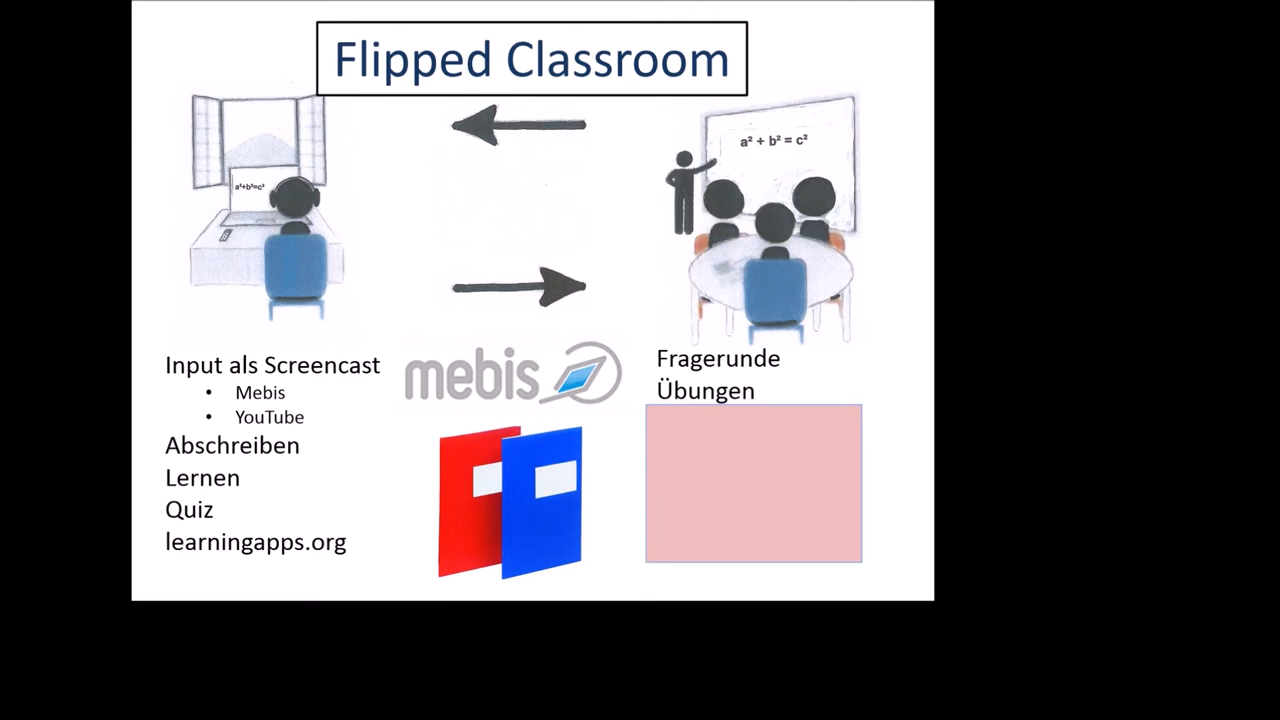 Flipped Classroom
a² + b² = c²
a²+b²=c²
Input als Screencast
• Mebis
• YouTube
Abschreiben
Lernen
Quiz
learningapps.org
mebis
Fragerunde
Übungen